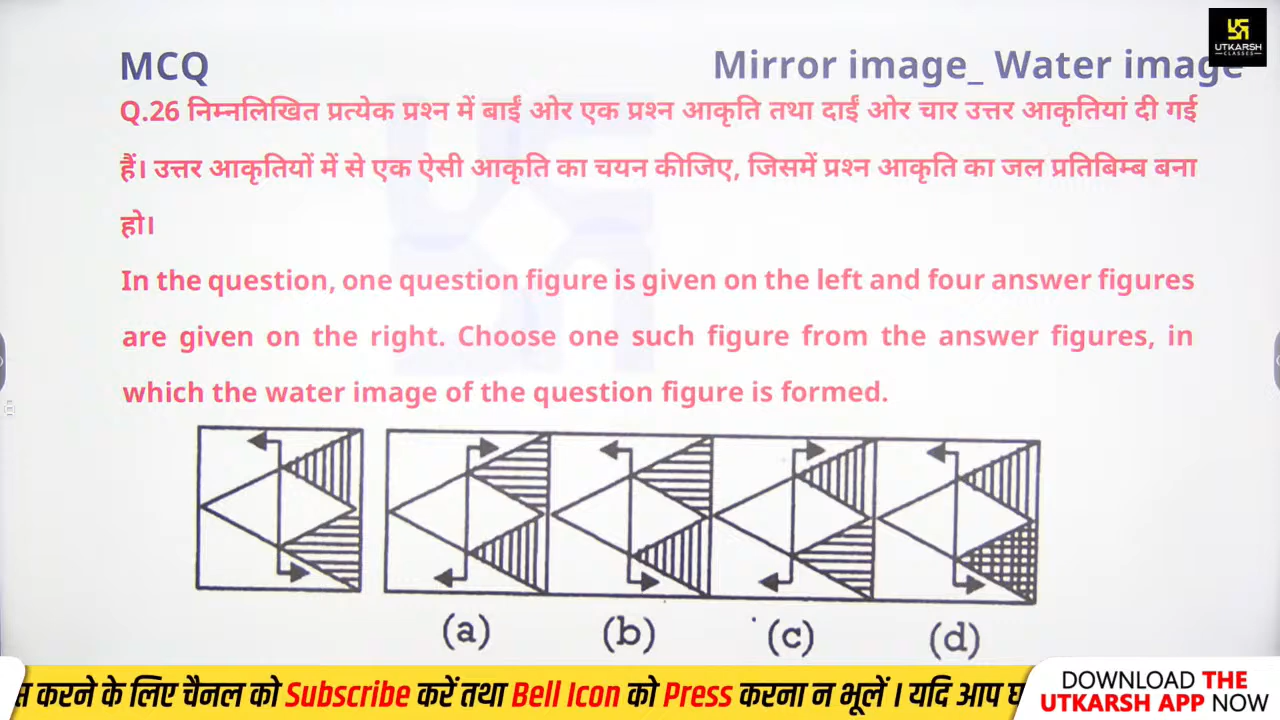 UTKARSH
CLASSES
MCQ
Mirror image_ Water image
Q.26 निम्नलिखित प्रत्येक प्रश्न में बाईं ओर एक प्रश्न आकृति तथा दाईं ओर चार उत्तर आकृतियां दी गई
हैं। उत्तर आकृतियों में से एक ऐसी आकृति का चयन कीजिए, जिसमें प्रश्न आकृति का जल प्रतिबिम्ब बना
हो।
In the question, one question figure is given on the left and four answer figures
are given on the right. Choose one such figure from the answer figures, in
which the water image of the question figure is formed.
(a) (b) (c) (d)
करने के लिए चैनल को Subscribe करें तथा Bell Icon को Press करना न भूलें । यदि आप
DOWNLOAD THE
UTKARSH APP NOW